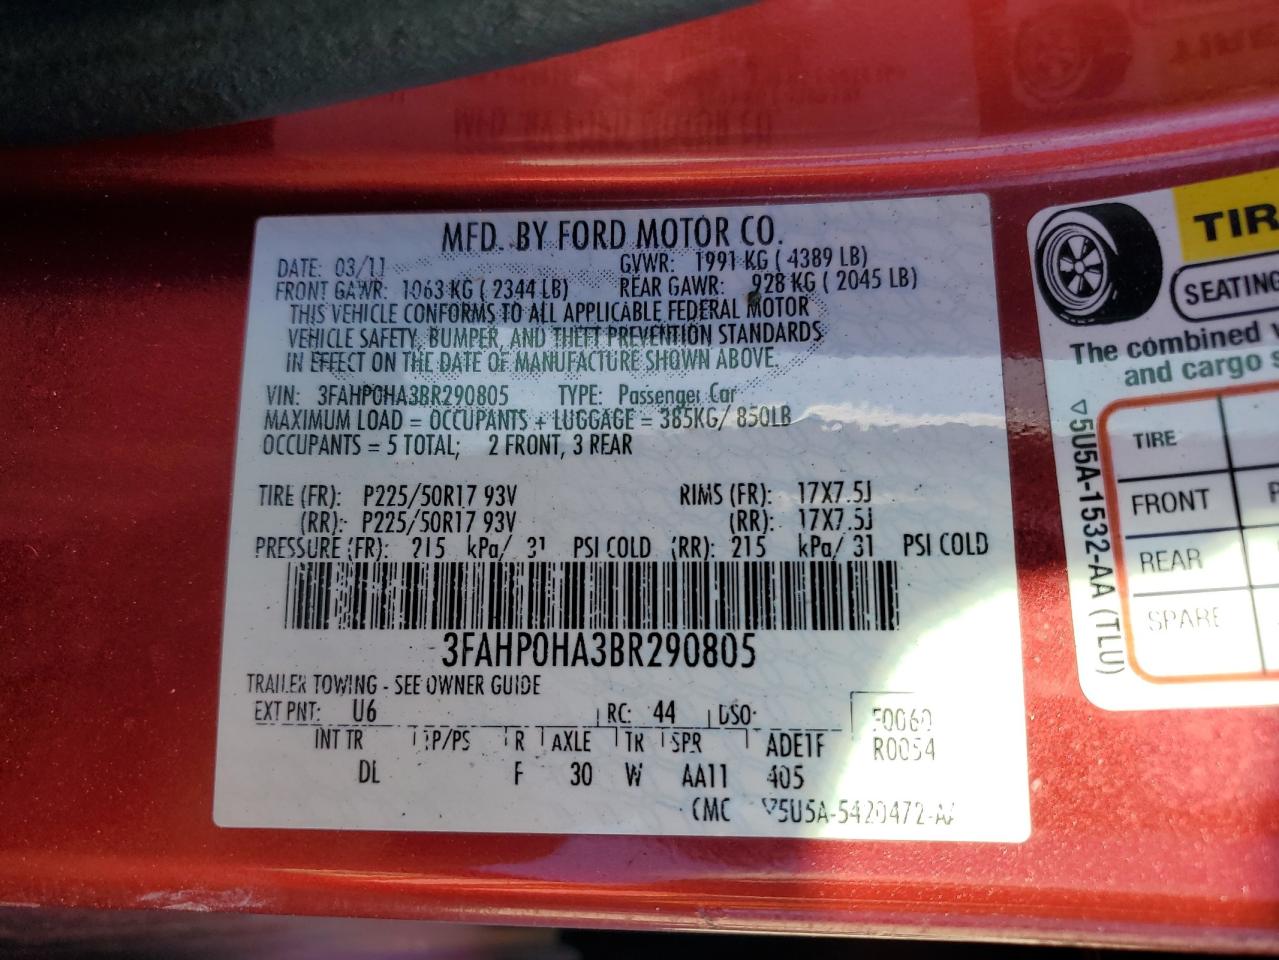 MFD. BY FORD MOTOR CO.
DATE: 03/11 GVWR: 1991 KG ( 4389 LB)
FRONT GAWR: 1063 KG ( 2344 LB) REAR GAWR: 928 KG ( 2045 LB)
THIS VEHICLE CONFORMS TO ALL APPLICABLE FEDERAL MOTOR
VEHICLE SAFETY, BUMPER, AND THEFT PREVENTION STANDARDS
IN EFFECT ON THE DATE OF MANUFACTURE SHOWN ABOVE.
VIN: 3FAHP0HA3BR290805 TYPE: Passenger Car
MAXIMUM LOAD = OCCUPANTS + LUGGAGE = 385KG/ 850LB
OCCUPANTS = 5 TOTAL; 2 FRONT, 3 REAR
TIRE (FR): P225/50R17 93V RIMS (FR): 17X7.5J
(RR): P225/50R17 93V (RR): 17X7.5J
PRESSURE (FR): 215 kPa/ 31 PSI COLD (RR): 215 kPa/ 31 PSI COLD
3FAHP0HA3BR290805
TRAILER TOWING - SEE OWNER GUIDE
EXT PNT: U6 RC: 44 DSO: F0060
INT TR TP/PS R AXLE TR SPR ADE1F R0054
DL F 30 W AA11 405
CMC 5U5A-5420472-AA
TIR
SEATING
The combined
and cargo
TIRE
FRONT
REAR
SPARE
▽5U5A-1532-AA (TLU)